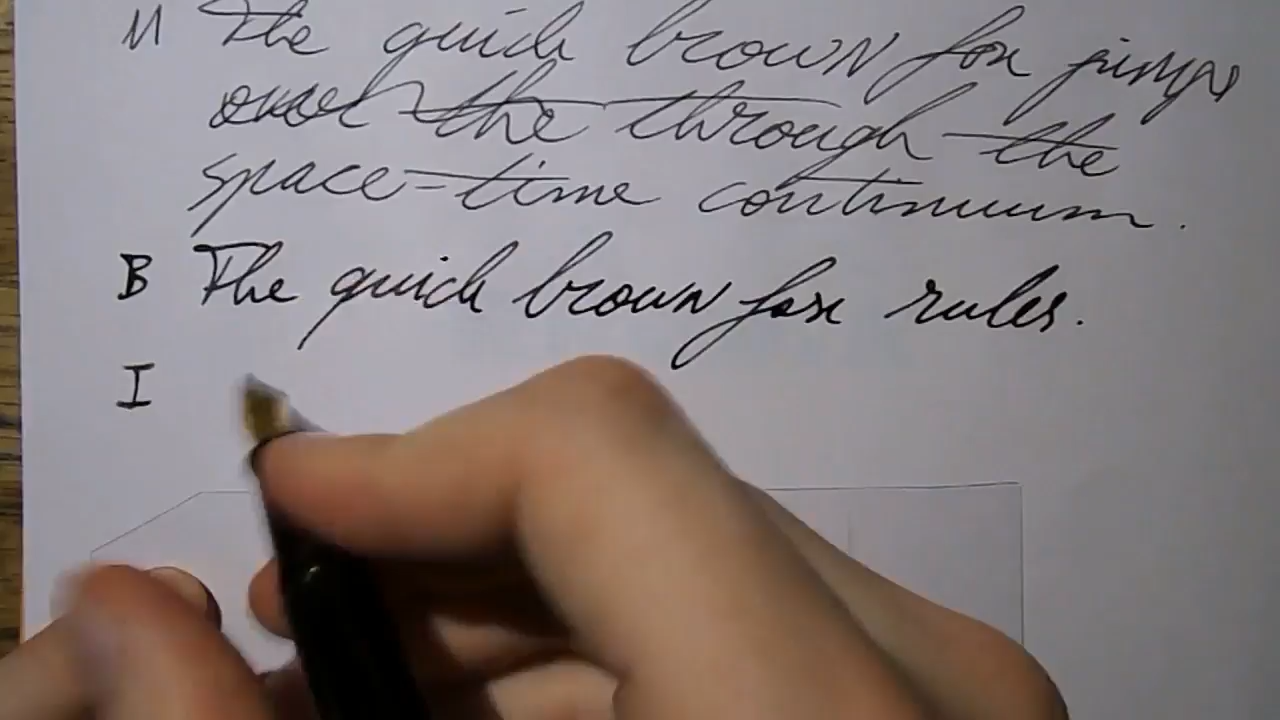 M The quick brown fox jumps
over the through the
space-time continuum.
B The quick brown fox rules.
I